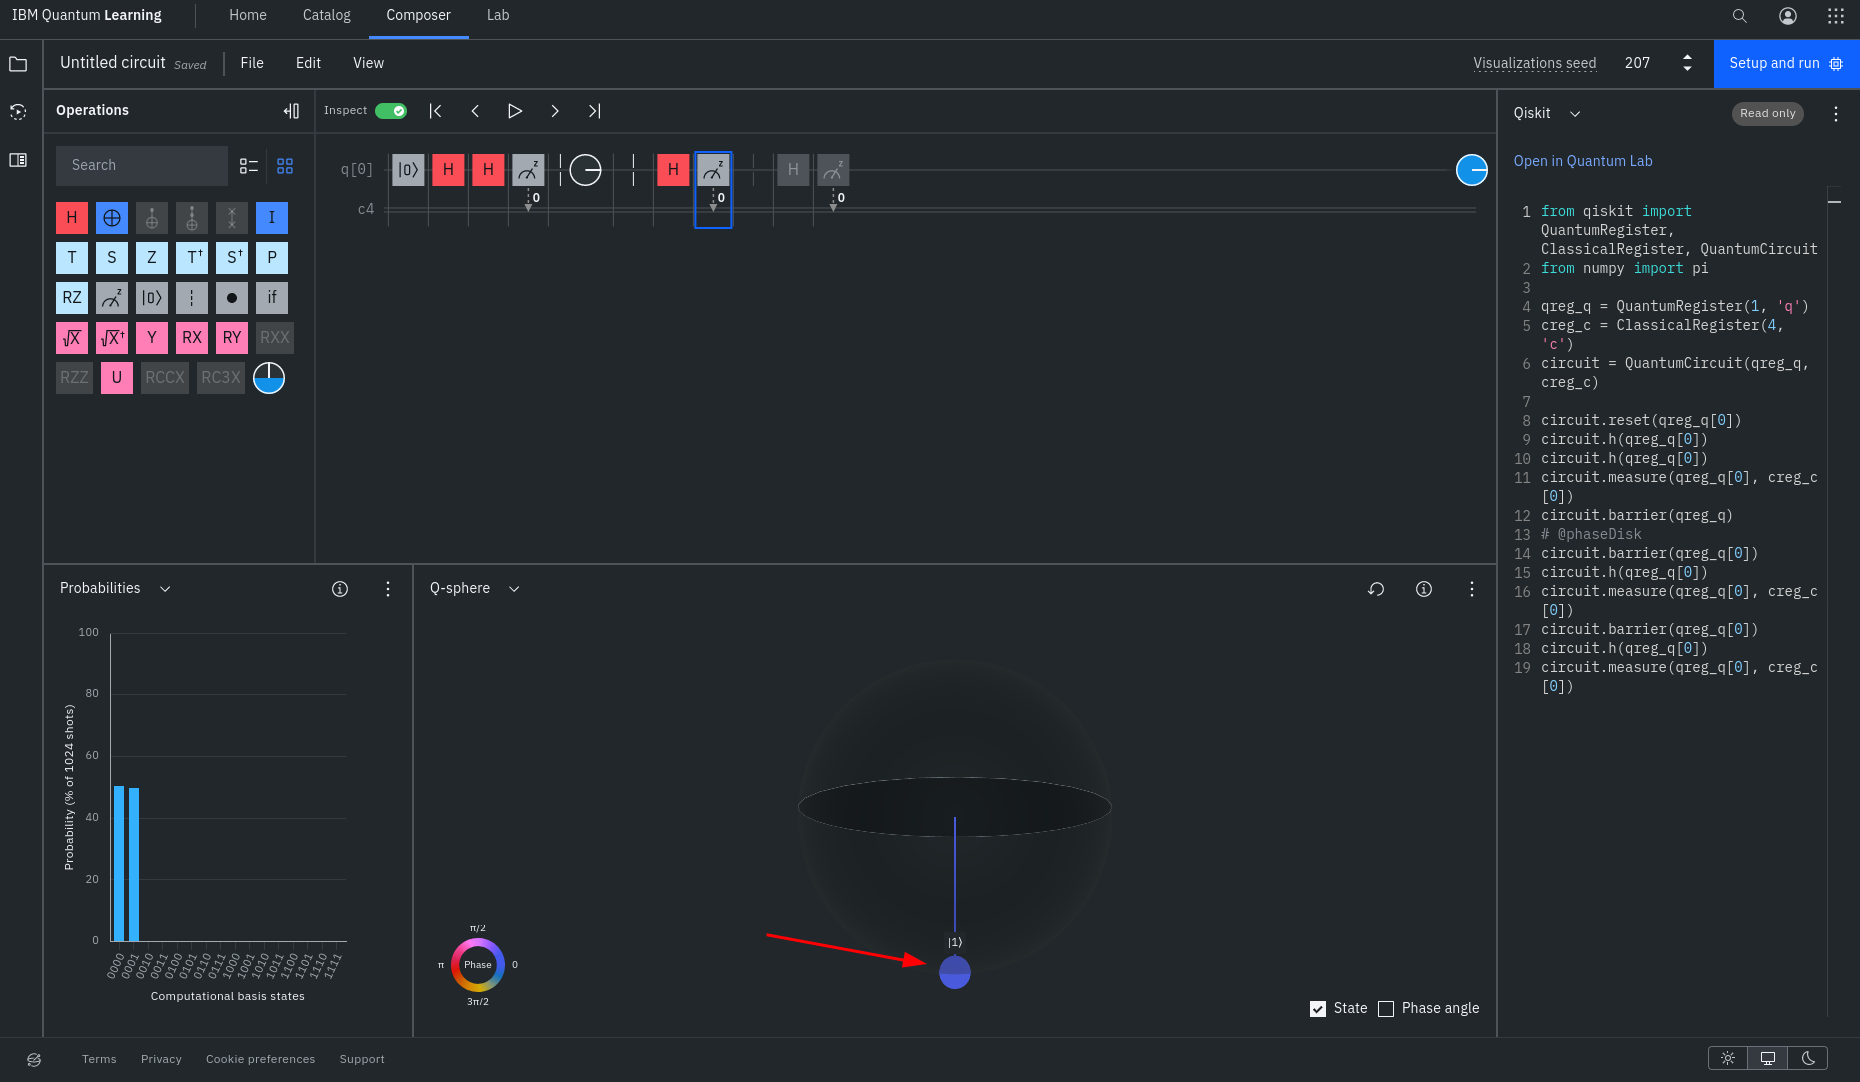 IBM Quantum Learning
Home
Catalog
Composer
Lab
Untitled circuit Saved
File
Edit
View
Visualizations seed
207
Setup and run
Operations
Inspect
Qiskit
Read only
Search
Open in Quantum Lab
q[0]
|0⟩
H
H
z
H
z
H
z
0
0
0
c4
H
I
T
S
Z
T†
S†
P
RZ
z
|0⟩
if
√X
√X†
Y
RX
RY
RXX
RZZ
U
RCCX
RC3X
1 from qiskit import
QuantumRegister,
ClassicalRegister, QuantumCircuit
2 from numpy import pi
3
4 qreg_q = QuantumRegister(1, 'q')
5 creg_c = ClassicalRegister(4,
'c')
6 circuit = QuantumCircuit(qreg_q,
creg_c)
7
8 circuit.reset(qreg_q[0])
9 circuit.h(qreg_q[0])
10 circuit.h(qreg_q[0])
11 circuit.measure(qreg_q[0], creg_c
[0])
12 circuit.barrier(qreg_q)
13 # @phaseDisk
14 circuit.barrier(qreg_q[0])
15 circuit.h(qreg_q[0])
16 circuit.measure(qreg_q[0], creg_c
[0])
17 circuit.barrier(qreg_q[0])
18 circuit.h(qreg_q[0])
19 circuit.measure(qreg_q[0], creg_c
[0])
Probabilities
Probability (% of 1024 shots)
100
80
60
40
20
0
0000
0001
0010
0011
0100
0101
0110
0111
1000
1001
1010
1011
1100
1101
1110
1111
Computational basis states
Q-sphere
|1⟩
π/2
π
Phase
0
3π/2
State
Phase angle
Terms
Privacy
Cookie preferences
Support